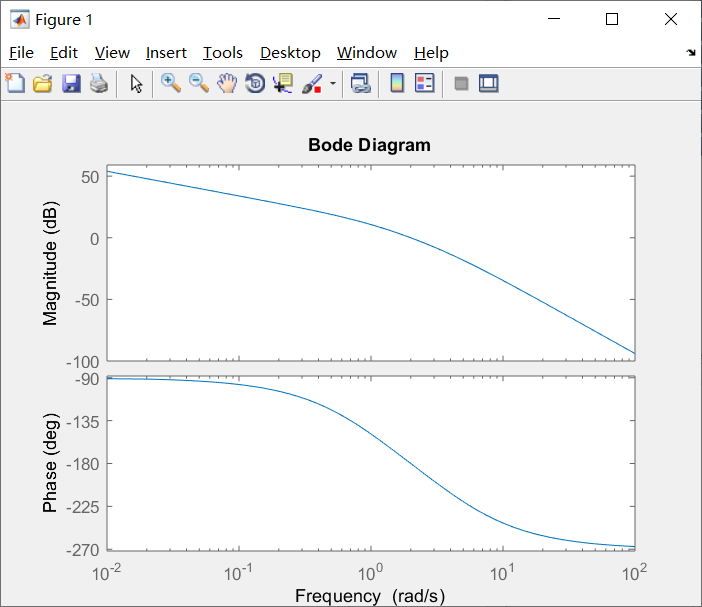 Figure 1
File Edit View Insert Tools Desktop Window Help
Bode Diagram
Magnitude (dB)
50
0
-50
-100
Phase (deg)
-90
-135
-180
-225
-270
10^-2 10^-1 10^0 10^1 10^2
Frequency (rad/s)